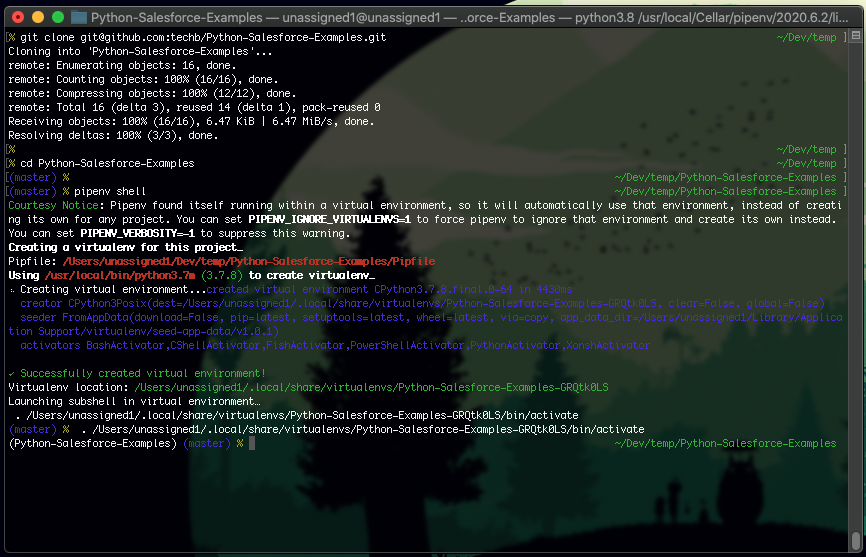 Python-Salesforce-Examples — unassigned1@unassigned1 — ..orce-Examples — python3.8 /usr/local/Cellar/pipenv/2020.6.2/li...
[% git clone git@github.com:techb/Python-Salesforce-Examples.git ~/Dev/temp ]
Cloning into 'Python-Salesforce-Examples'...
remote: Enumerating objects: 16, done.
remote: Counting objects: 100% (16/16), done.
remote: Compressing objects: 100% (12/12), done.
remote: Total 16 (delta 3), reused 14 (delta 1), pack-reused 0
Receiving objects: 100% (16/16), 6.47 KiB | 6.47 MiB/s, done.
Resolving deltas: 100% (3/3), done.
[% ~/Dev/temp ]
[% cd Python-Salesforce-Examples ~/Dev/temp ]
[(master) % ~/Dev/temp/Python-Salesforce-Examples ]
[(master) % pipenv shell ~/Dev/temp/Python-Salesforce-Examples ]
Courtesy Notice: Pipenv found itself running within a virtual environment, so it will automatically use that environment, instead of creati
ng its own for any project. You can set PIPENV_IGNORE_VIRTUALENVS=1 to force pipenv to ignore that environment and create its own instead.
You can set PIPENV_VERBOSITY=-1 to suppress this warning.
Creating a virtualenv for this project…
Pipfile: /Users/unassigned1/Dev/temp/Python-Salesforce-Examples/Pipfile
Using /usr/local/bin/python3.7m (3.7.8) to create virtualenv…
Creating virtual environment...created virtual environment CPython3.7.8.final.0-64 in 4430ms
creator CPython3Posix(dest=/Users/unassigned1/.local/share/virtualenvs/Python-Salesforce-Examples-GRQtk0LS, clear=False, global=False)
seeder FromAppData(download=False, pip=latest, setuptools=latest, wheel=latest, via=copy, app_data_dir=/Users/unassigned1/Library/Applica
tion Support/virtualenv/seed-app-data/v1.0.1)
activators BashActivator,CShellActivator,FishActivator,PowerShellActivator,PythonActivator,XonshActivator
✓ Successfully created virtual environment!
Virtualenv location: /Users/unassigned1/.local/share/virtualenvs/Python-Salesforce-Examples-GRQtk0LS
Launching subshell in virtual environment…
. /Users/unassigned1/.local/share/virtualenvs/Python-Salesforce-Examples-GRQtk0LS/bin/activate
(master) % . /Users/unassigned1/.local/share/virtualenvs/Python-Salesforce-Examples-GRQtk0LS/bin/activate
(Python-Salesforce-Examples) (master) % ~/Dev/temp/Python-Salesforce-Examples